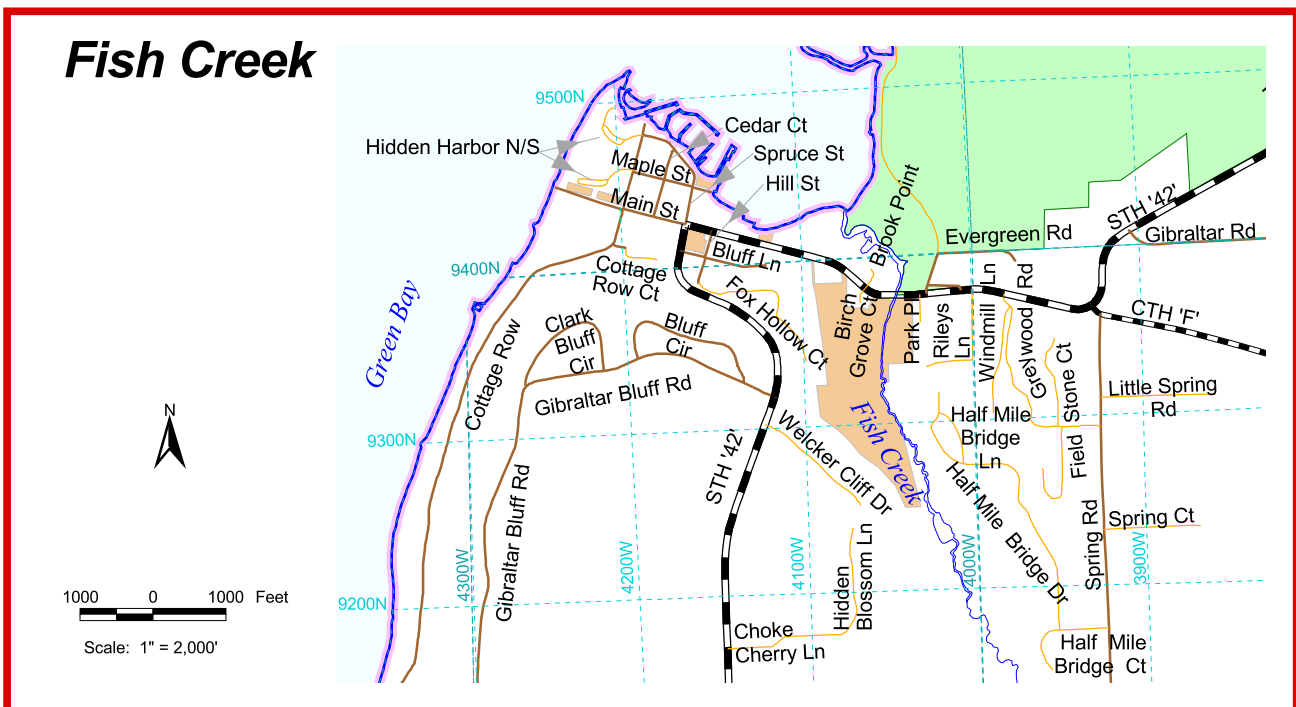 Fish Creek
9500N
Cedar Ct
Hidden Harbor N/S
Spruce St
Maple St
Hill St
Main St
Brook Point
STH '42'
Evergreen Rd
Gibraltar Rd
Bluff Ln
9400N
Cottage
Row Ct
Ln
Rd
Fox Hollow Ct
Green Bay
Birch
Grove Ct
Park Pl
Rileys
Ln
Windmill
Greywood
CTH 'F'
Clark
Bluff
Cir
Bluff
Cir
Cottage Row
Gibraltar Bluff Rd
Stone Ct
Field
Little Spring
Rd
N
9300N
Half Mile
Bridge
Ln
Fish Creek
Welcker Cliff Dr
STH '42'
Gibraltar Bluff Rd
Half Mile Bridge Dr
Spring Rd
Spring Ct
4300W
4200W
4100W
4000W
3900W
Hidden
Blossom Ln
1000 0 1000 Feet
9200N
Scale: 1" = 2,000'
Choke
Cherry Ln
Half Mile
Bridge Ct